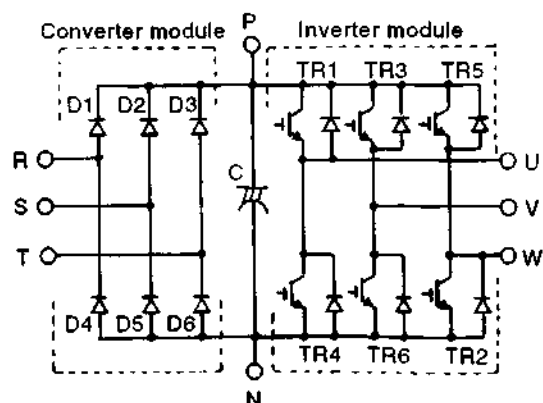 P
Converter module
Inverter module
D1 D2 D3
TR1 TR3 TR5
R
U
C
S
V
T
W
D4 D5 D6
TR4 TR6 TR2
N